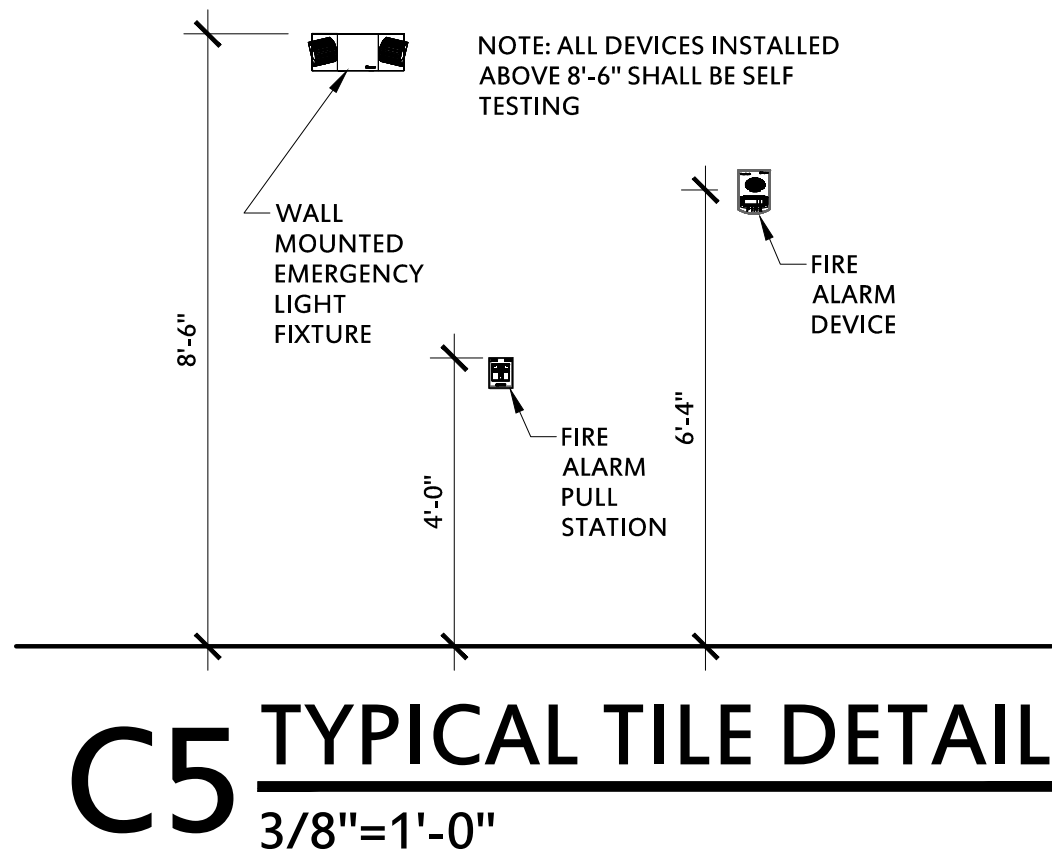 NOTE: ALL DEVICES INSTALLED
ABOVE 8'-6" SHALL BE SELF
TESTING
WALL
MOUNTED
EMERGENCY
LIGHT
FIXTURE
FIRE
ALARM
DEVICE
8'-6"
6'-4"
4'-0"
FIRE
ALARM
PULL
STATION
C5
TYPICAL TILE DETAIL
3/8"=1'-0"